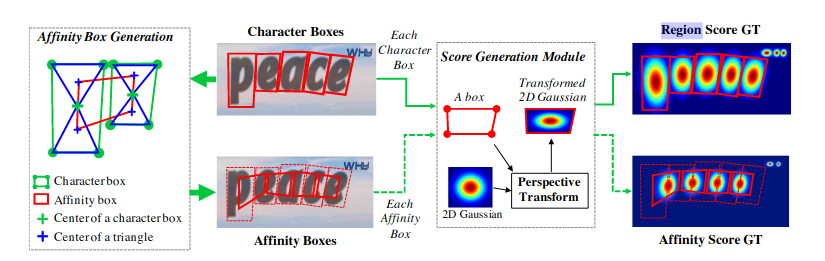 Affinity Box Generation
Character box
Affinity box
Center of a character box
Center of a triangle
Character Boxes
peace
WHY
peace
WHY
Affinity Boxes
Each
Character
Box
Each
Affinity
Box
Score Generation Module
A box
Transformed
2D Gaussian
2D Gaussian
Perspective
Transform
Region Score GT
Affinity Score GT